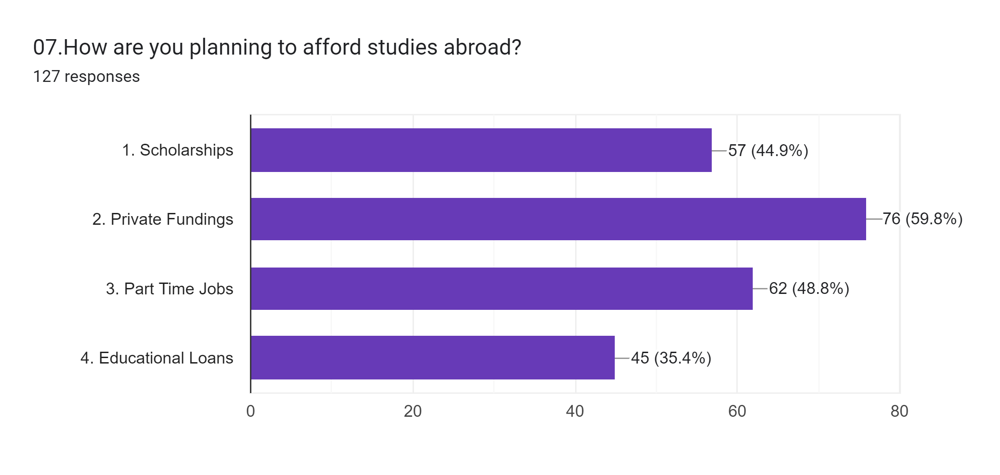 07.How are you planning to afford studies abroad?
127 responses
1. Scholarships
57 (44.9%)
2. Private Fundings
76 (59.8%)
3. Part Time Jobs
62 (48.8%)
4. Educational Loans
45 (35.4%)
0 20 40 60 80